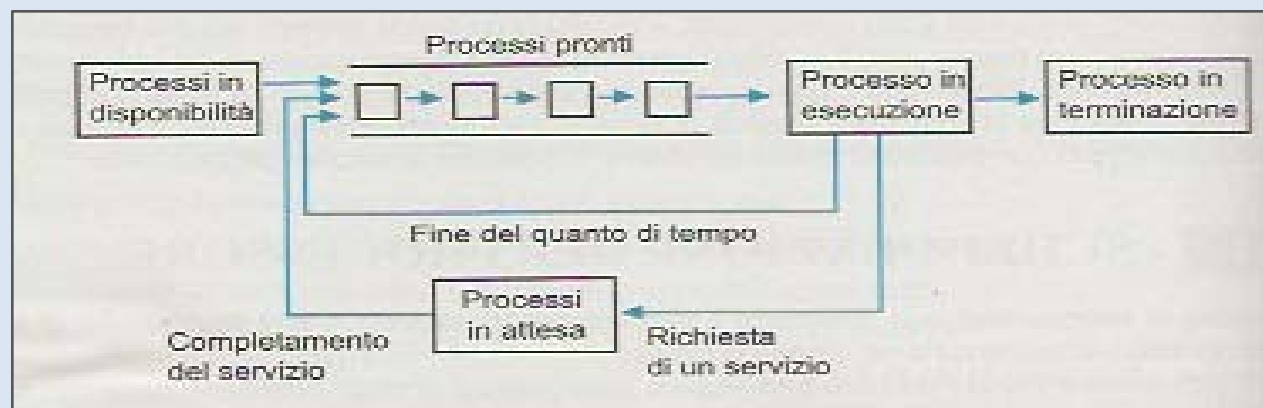 Processi pronti
Processi in
disponibilità
Processo in
esecuzione
Processo in
terminazione
Fine del quanto di tempo
Processi
in attesa
Completamento
del servizio
Richiesta
di un servizio